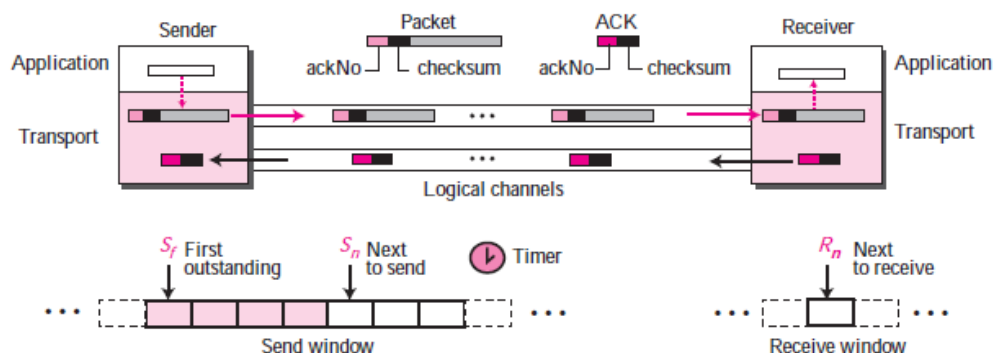 Sender
Packet
ACK
Receiver
Application
ackNo
checksum
ackNo
checksum
Application
Transport
Transport
Logical channels
Sf First
outstanding
Sn Next
to send
Timer
Rn Next
to receive
Send window
Receive window